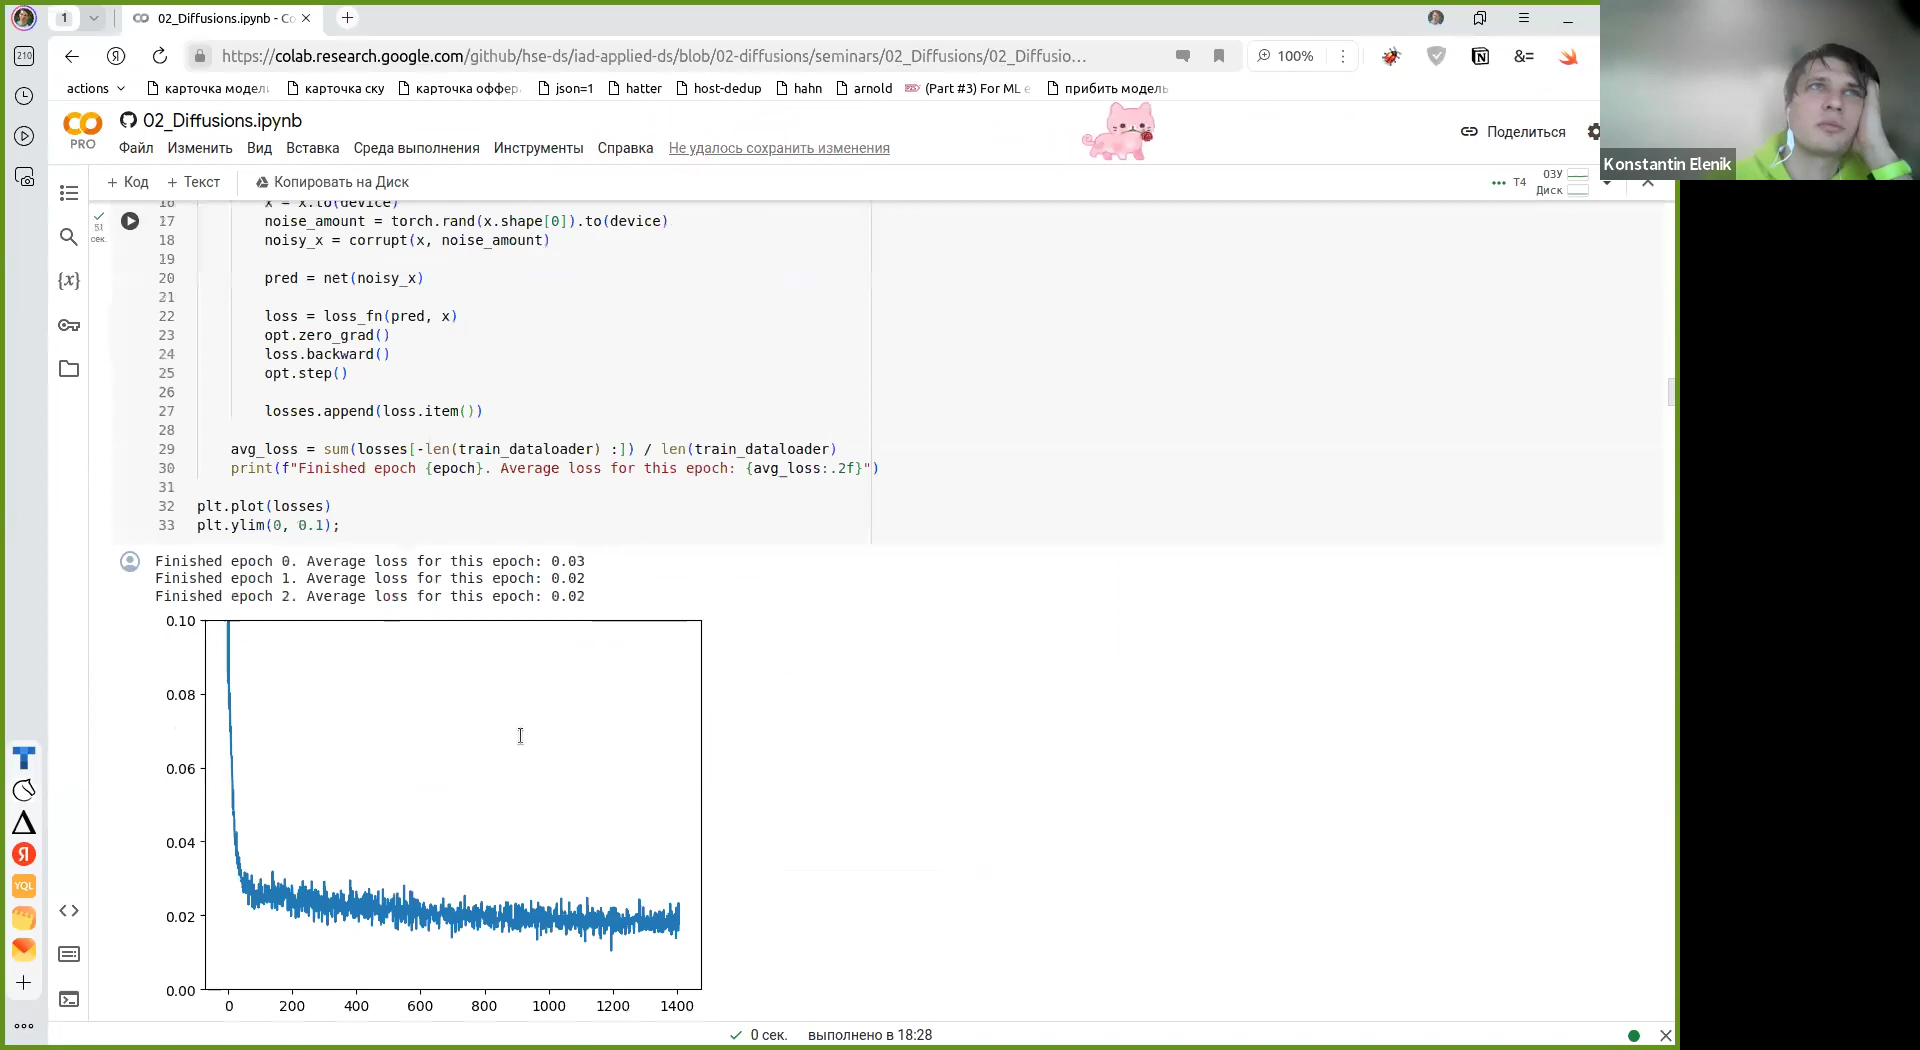 1
02_Diffusions.ipynb - Co
210
https://colab.research.google.com/github/hse-ds/iad-applied-ds/blob/02-diffusions/seminars/02_Diffusions/02_Diffusio...
100%
actions
карточка модели
карточка ску
карточка оффер
json=1
hatter
host-dedup
hahn
arnold
(Part #3) For ML e
прибить модель
PRO
02_Diffusions.ipynb
Файл Изменить Вид Вставка Среда выполнения Инструменты Справка Не удалось сохранить изменения
Поделиться
Konstantin Elenik
+ Код + Текст Копировать на Диск
T4
ОЗУ
Диск
51
сек.
16 x = x.to(device)
17 noise_amount = torch.rand(x.shape[0]).to(device)
18 noisy_x = corrupt(x, noise_amount)
19
20 pred = net(noisy_x)
21
22 loss = loss_fn(pred, x)
23 opt.zero_grad()
24 loss.backward()
25 opt.step()
26
27 losses.append(loss.item())
28
29 avg_loss = sum(losses[-len(train_dataloader) :]) / len(train_dataloader)
30 print(f"Finished epoch {epoch}. Average loss for this epoch: {avg_loss:.2f}")
31
32 plt.plot(losses)
33 plt.ylim(0, 0.1);
{x}
Finished epoch 0. Average loss for this epoch: 0.03
Finished epoch 1. Average loss for this epoch: 0.02
Finished epoch 2. Average loss for this epoch: 0.02
0.10
0.08
0.06
0.04
0.02
0.00
0 200 400 600 800 1000 1200 1400
Я
YQL
0 сек. выполнено в 18:28